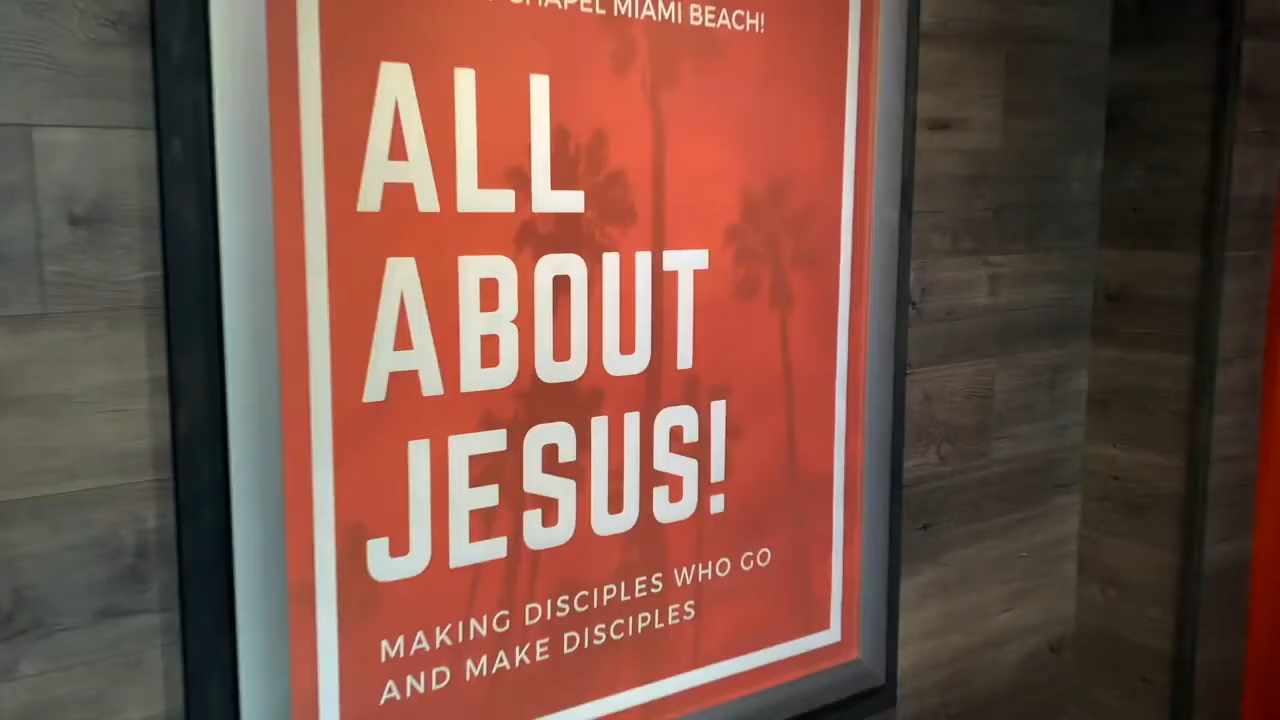 CHAPEL MIAMI BEACH!
ALL
ABOUT
JESUS!
MAKING DISCIPLES WHO GO
AND MAKE DISCIPLES